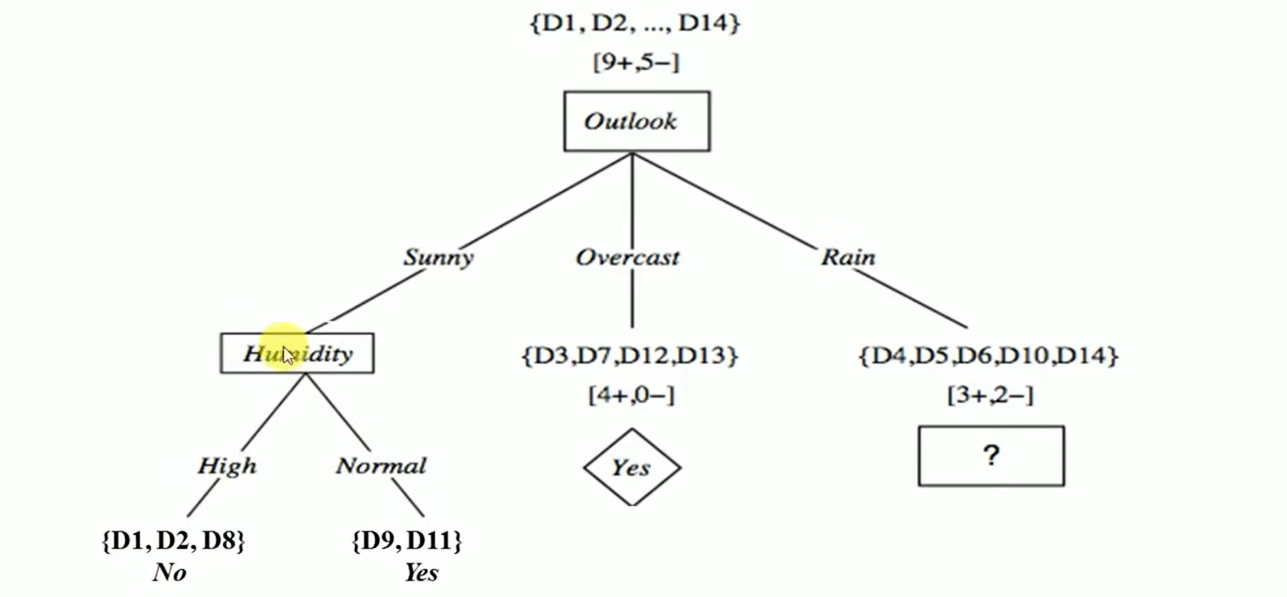 {D1, D2, ..., D14}
[9+,5−]
Outlook
Sunny
Overcast
Rain
Humidity
{D3,D7,D12,D13}
{D4,D5,D6,D10,D14}
[4+,0−]
[3+,2−]
High
Normal
Yes
?
{D1, D2, D8}
{D9, D11}
No
Yes